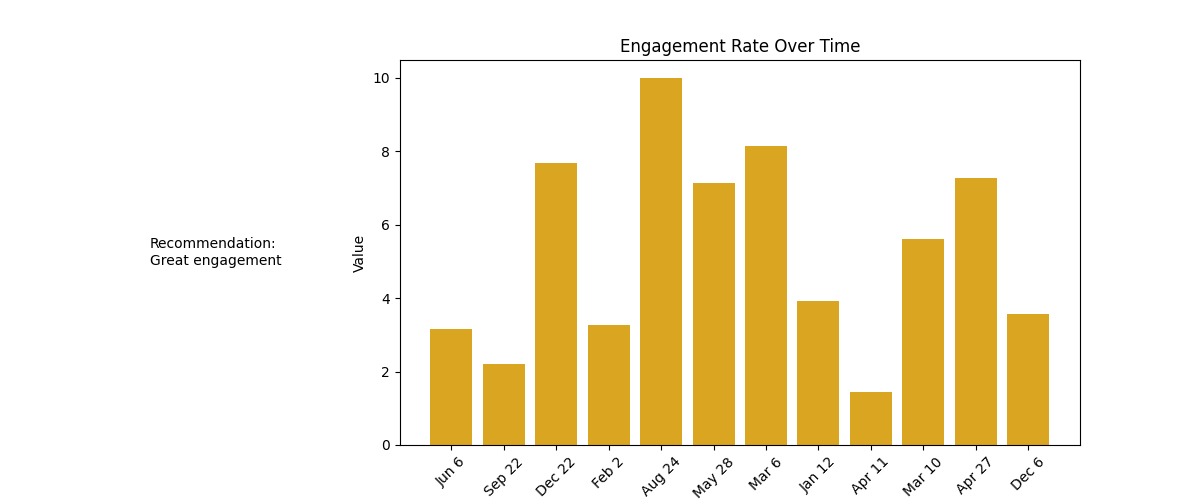 Engagement Rate Over Time
Recommendation:
Great engagement
Value
10
8
6
4
2
0
Jun 6
Sep 22
Dec 22
Feb 2
Aug 24
May 28
Mar 6
Jan 12
Apr 11
Mar 10
Apr 27
Dec 6